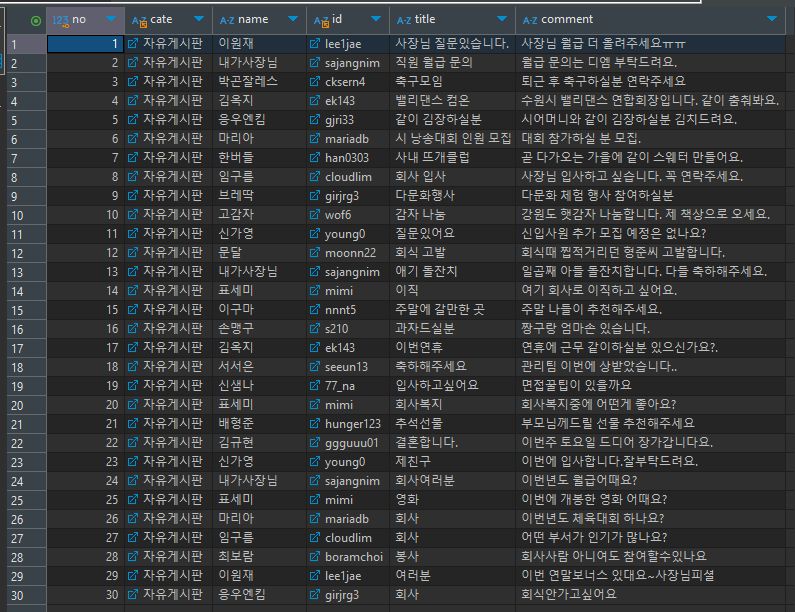 123 no A-Z cate A-Z name A-Z id A-Z title A-Z comment
1 1 자유게시판 이원재 lee1jae 사장님 질문있습니다. 사장님 월급 더 올려주세요ㅠㅠ
2 2 자유게시판 내가사장님 sajangnim 직원 월급 문의 월급 문의는 디엠 부탁드려요.
3 3 자유게시판 박곤잘레스 cksern4 축구모임 퇴근 후 축구하실분 연락주세요
4 4 자유게시판 김옥지 ek143 밸리댄스 컴온 수원시 밸리댄스 연합회장입니다. 같이 춤춰봐요.
5 5 자유게시판 응우엔킴 gjri33 같이 김장하실분 시어머니와 같이 김장하실분 김치드려요.
6 6 자유게시판 마리아 mariadb 시 낭송대회 인원 모집 대회 참가하실 분 모집.
7 7 자유게시판 한버들 han0303 사내 뜨개클럽 곧 다가오는 가을에 같이 스웨터 만들어요.
8 8 자유게시판 임구름 cloudlim 회사 입사 사장님 입사하고 싶습니다. 꼭 연락주세요.
9 9 자유게시판 브레딱 girjrg3 다문화행사 다문화 체험 행사 참여하실분
10 10 자유게시판 고감자 wof6 감자 나눔 강원도 햇감자 나눔합니다. 제 책상으로 오세요.
11 11 자유게시판 신가영 young0 질문있어요 신입사원 추가 모집 예정은 없나요?
12 12 자유게시판 문달 moonn22 회식 고발 회식때 찝적거리던 형준씨 고발합니다.
13 13 자유게시판 내가사장님 sajangnim 애기 돌잔치 일곱째 아들 돌잔치합니다. 다들 축하해주세요.
14 14 자유게시판 표세미 mimi 이직 여기 회사로 이직하고 싶어요.
15 15 자유게시판 이구마 nnnt5 주말에 갈만한 곳 주말 나들이 추천해주세요.
16 16 자유게시판 손맹구 s210 과자드실분 짱구랑 엄마손 있습니다.
17 17 자유게시판 김옥지 ek143 이번연휴 연휴에 근무 같이하실분 있으신가요?.
18 18 자유게시판 서서은 seeun13 축하해주세요 관리팀 이번에 상받았습니다..
19 19 자유게시판 신샘나 77_na 입사하고싶어요 면접꿀팁이 있을까요
20 20 자유게시판 표세미 mimi 회사복지 회사복지중에 어떤게 좋아요?
21 21 자유게시판 배형준 hunger123 추석선물 부모님께드릴 선물 추천해주세요
22 22 자유게시판 김규현 ggguuu01 결혼합니다. 이번주 토요일 드디어 장가갑니다요.
23 23 자유게시판 신가영 young0 제친구 이번에 입사합니다.잘부탁드려요.
24 24 자유게시판 내가사장님 sajangnim 회사여러분 이번년도 월급어때요?
25 25 자유게시판 표세미 mimi 영화 이번에 개봉한 영화 어때요?
26 26 자유게시판 마리아 mariadb 회사 이번년도 체육대회 하나요?
27 27 자유게시판 임구름 cloudlim 회사 어떤 부서가 인기가 많나요?
28 28 자유게시판 최보람 boramchoi 봉사 회사사람 아니여도 참여할수있나요
29 29 자유게시판 이원재 lee1jae 여러분 이번 연말보너스 있대요~사장님피셜
30 30 자유게시판 응우엔킴 girjrg3 회사 회식안가고싶어요